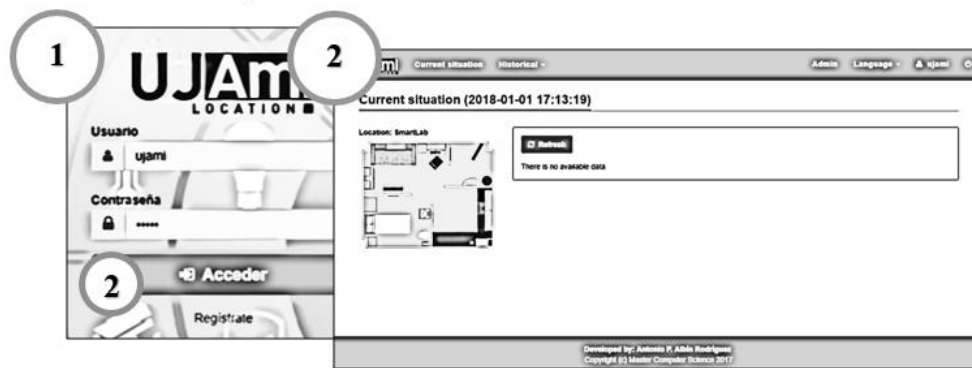 1
UJAmI
LOCATION
Usuario
ujami
Contraseña
•••••
2
Acceder
Registrate
2
Current situation
Historical
Admin
Language
ujami
Current situation (2018-01-01 17:13:19)
Location: SmartLab
Refresh
There is no available data
Developed by: Antonio P. Albín Rodríguez
Copyright (c) Master Computer Science 2017